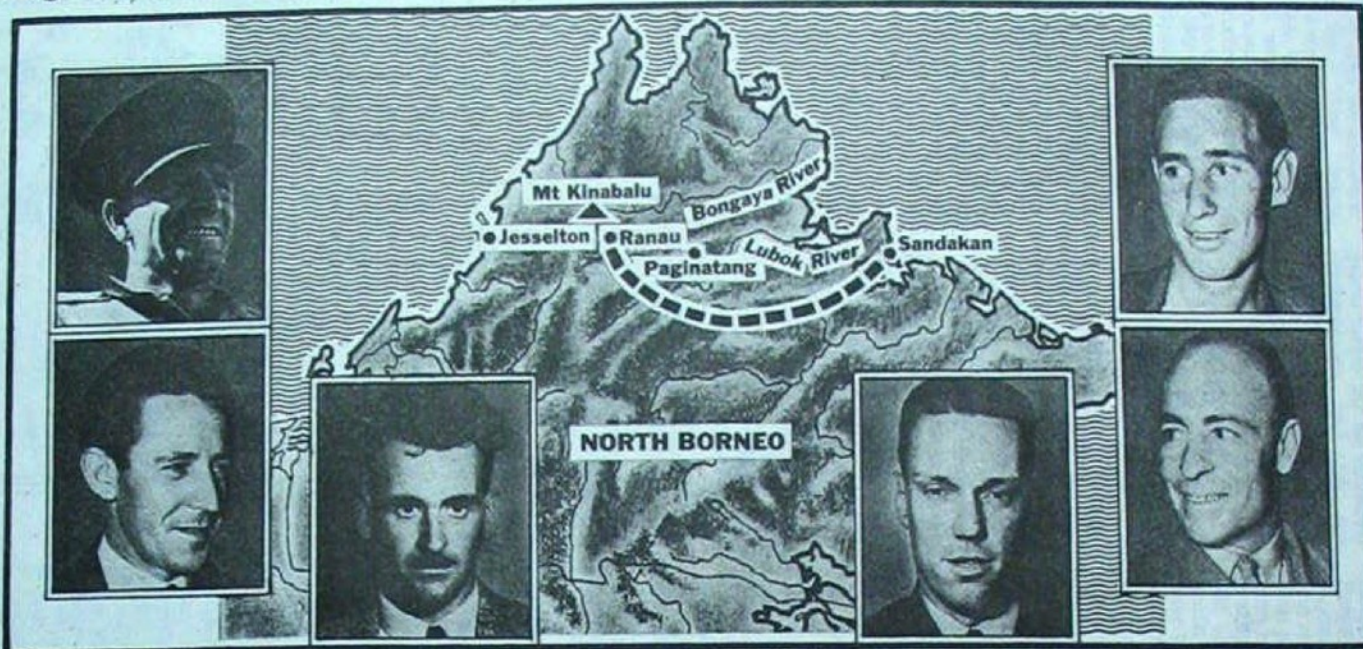 Mt Kinabalu
Bongaya River
Jesselton
Ranau
Paginatang
Lubok River
Sandakan
NORTH BORNEO